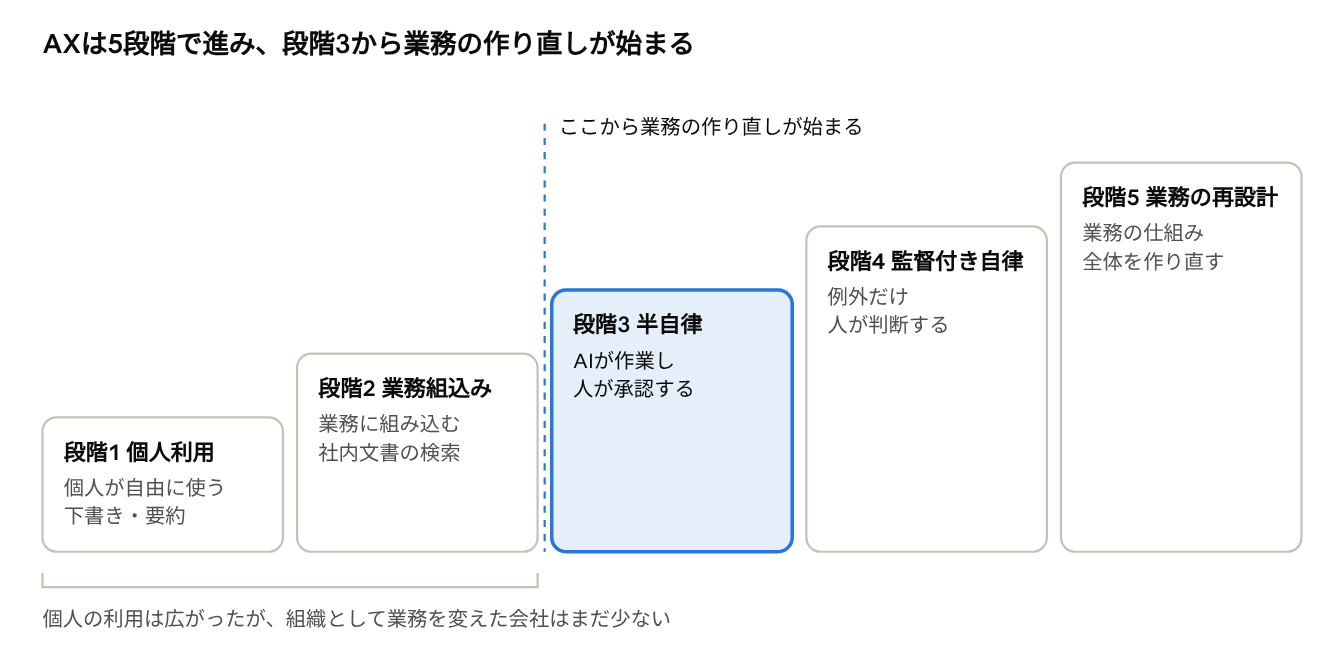 AXは5段階で進み、段階3から業務の作り直しが始まる
ここから業務の作り直しが始まる
段階1 個人利用
個人が自由に使う
下書き・要約
段階2 業務組込み
業務に組み込む
社内文書の検索
段階3 半自律
AIが作業し
人が承認する
段階4 監督付き自律
例外だけ
人が判断する
段階5 業務の再設計
業務の仕組み
全体を作り直す
個人の利用は広がったが、組織として業務を変えた会社はまだ少ない